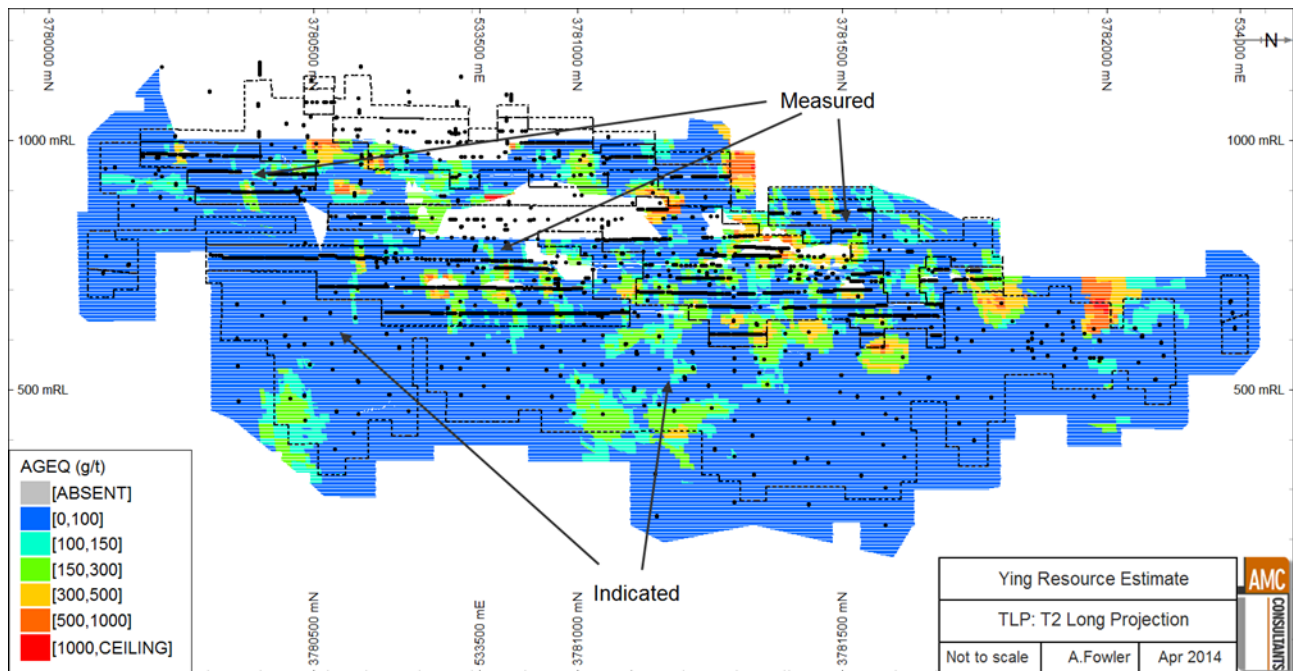 3780000 mN
3780500 mN
533500 mE
3781000 mN
3781500 mN
3782000 mN
534000 mE
N
Measured
1000 mRL
1000 mRL
500 mRL
500 mRL
AGEQ (g/t)
[ABSENT]
[0,100]
[100,150]
[150,300]
[300,500]
[500,1000]
[1000,CEILING]
Indicated
3780500 mN
533500 mE
3781000 mN
3781500 mN
3782000 mN
Ying Resource Estimate
TLP: T2 Long Projection
Not to scale A.Fowler Apr 2014
AMC
CONSULTANTS